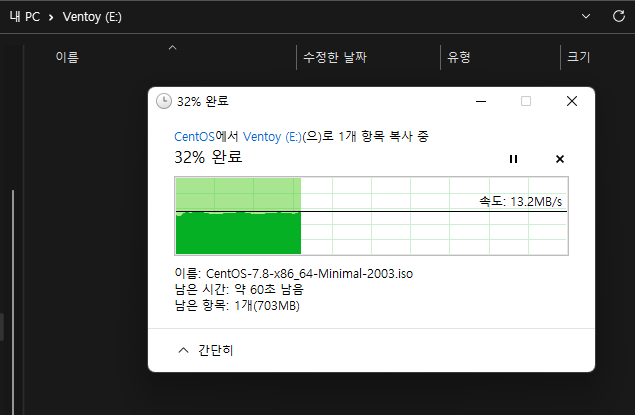 내 PC > Ventoy (E:)
이름 수정한 날짜 유형 크기
32% 완료
CentOS에서 Ventoy (E:)(으)로 1개 항목 복사 중
32% 완료
속도: 13.2MB/s
이름: CentOS-7.8-x86_64-Minimal-2003.iso
남은 시간: 약 60초 남음
남은 항목: 1개(703MB)
간단히